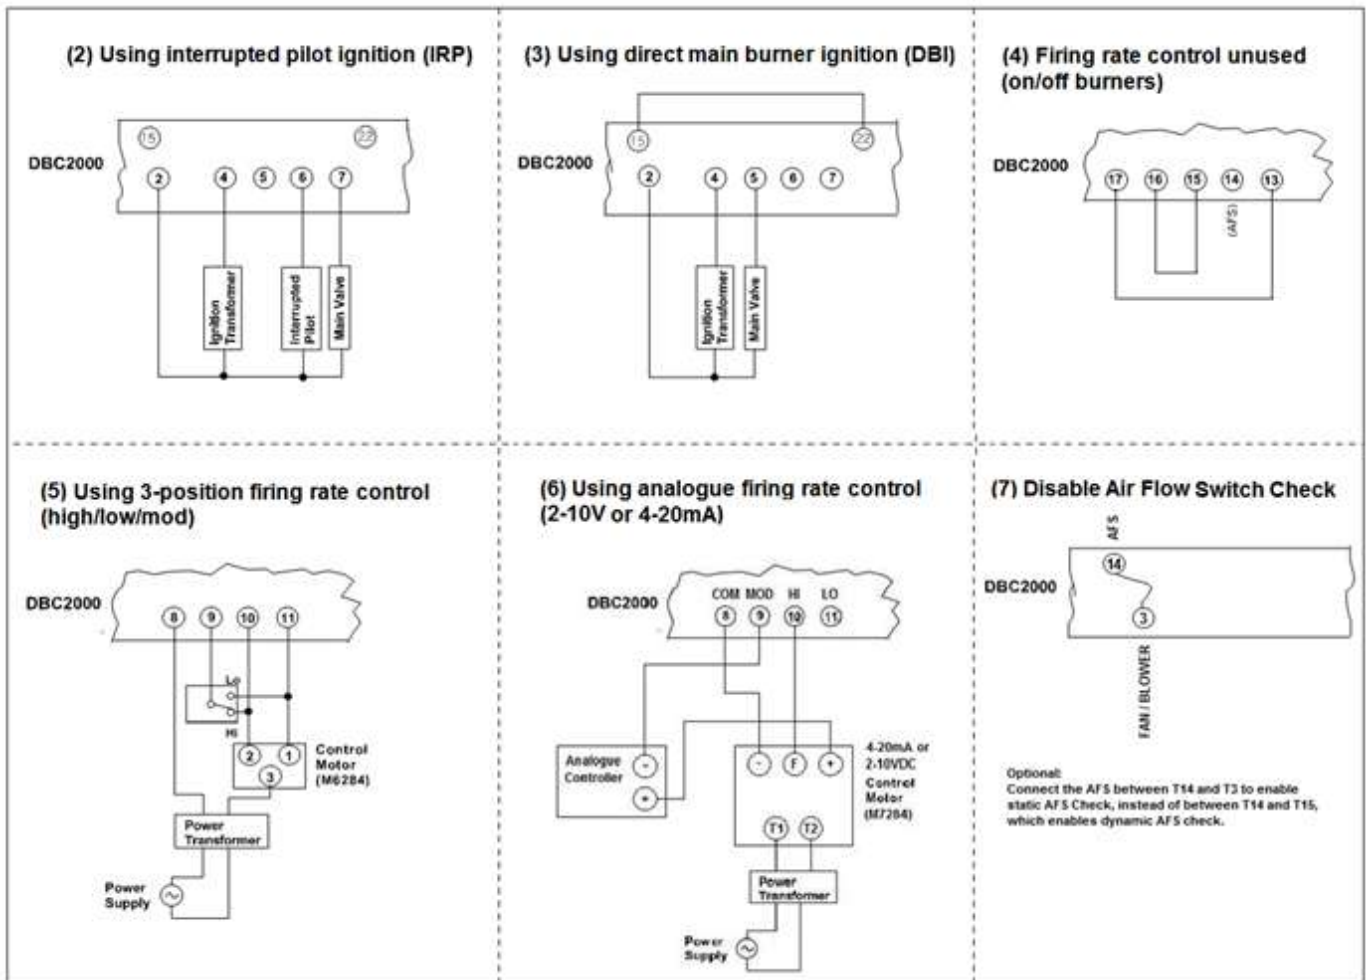 (2) Using interrupted pilot ignition (IRP)
DBC2000
15
22
2
4
5
6
7
Ignition
Transformer
Interrupted
Pilot
Main Valve
(3) Using direct main burner ignition (DBI)
DBC2000
15
22
2
4
5
6
7
Ignition
Transformer
Main Valve
(4) Firing rate control unused
(on/off burners)
DBC2000
17
16
15
14
13
(AFS)
(5) Using 3-position firing rate control
(high/low/mod)
DBC2000
8
9
10
11
Lo
Hi
2
1
3
Control
Motor
(M6284)
Power
Transformer
Power
Supply
(6) Using analogue firing rate control
(2-10V or 4-20mA)
DBC2000
COM MOD HI LO
8
9
10
11
Analogue
Controller
-
+
-
F
+
4-20mA or
2-10VDC
Control
Motor
(M7284)
T1
T2
Power
Transformer
Power
Supply
(7) Disable Air Flow Switch Check
AFS
DBC2000
14
3
FAN / BLOWER
Optional:
Connect the AFS between T14 and T3 to enable
static AFS Check, instead of between T14 and T15,
which enables dynamic AFS check.